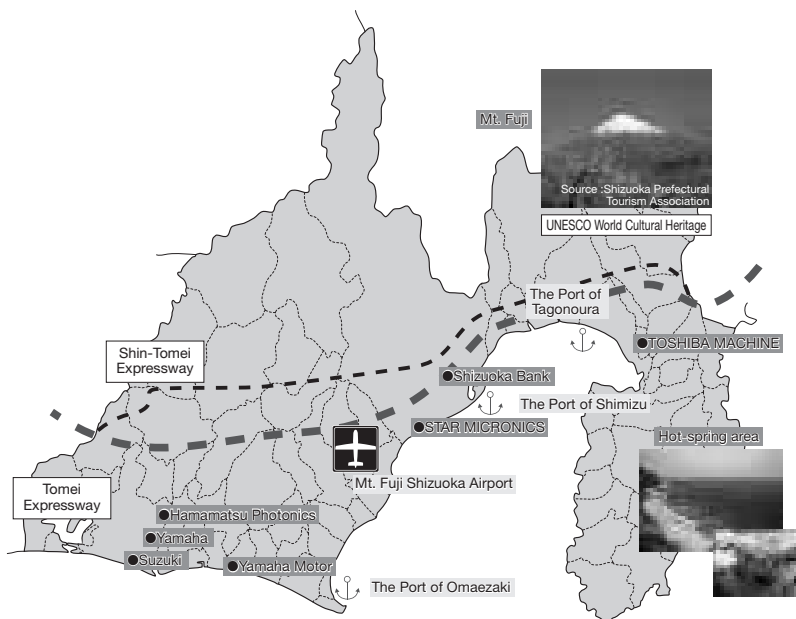 Mt. Fuji
Source :Shizuoka Prefectural
Tourism Association
UNESCO World Cultural Heritage
The Port of
Tagonoura
TOSHIBA MACHINE
Shin-Tomei
Expressway
Shizuoka Bank
The Port of Shimizu
STAR MICRONICS
Hot-spring area
Mt. Fuji Shizuoka Airport
Tomei
Expressway
Hamamatsu Photonics
Yamaha
Suzuki
Yamaha Motor
The Port of Omaezaki